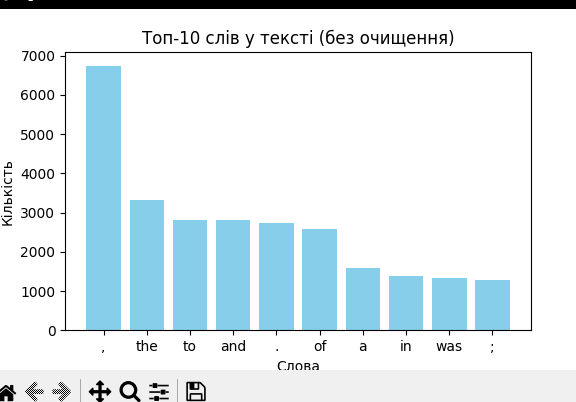 Топ-10 слів у тексті (без очищення)
Кількість
7000
6000
5000
4000
3000
2000
1000
0
, the to and . of a in was ;
Слова